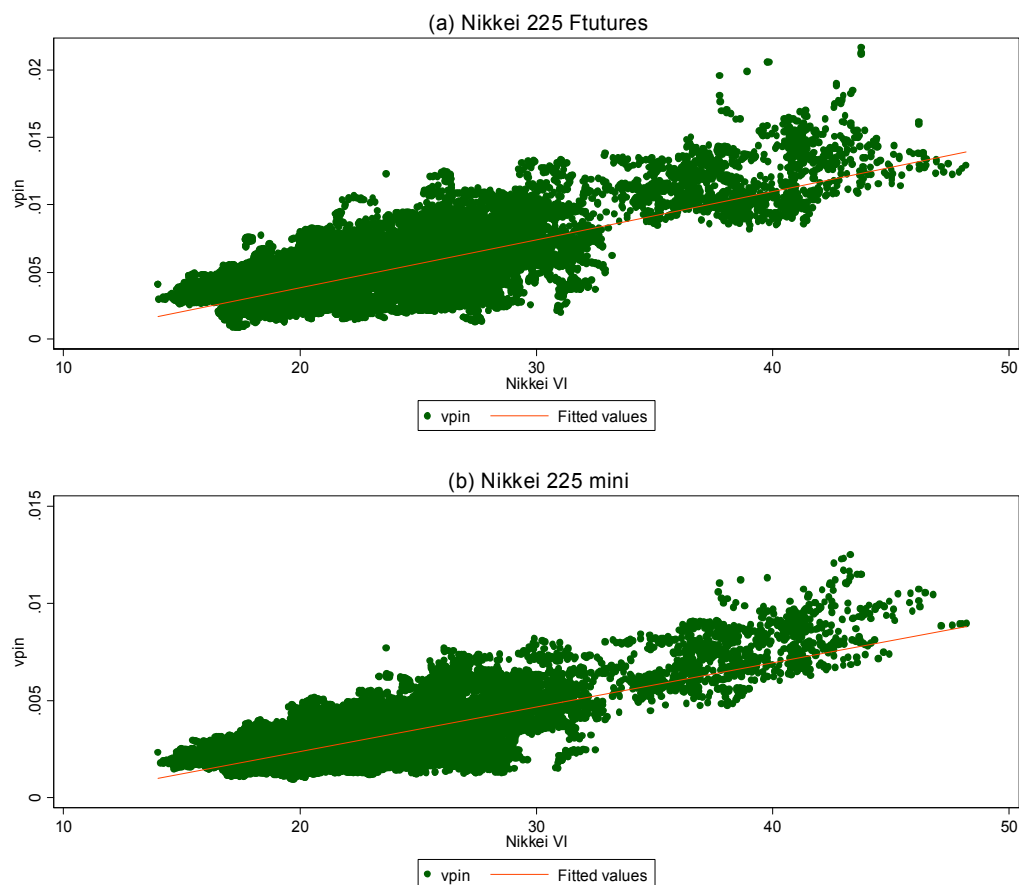 (a) Nikkei 225 Ftutures
vpin
.02
.015
.01
.005
0
10 20 30 40 50
Nikkei VI
vpin Fitted values
(b) Nikkei 225 mini
vpin
.015
.01
.005
0
10 20 30 40 50
Nikkei VI
vpin Fitted values